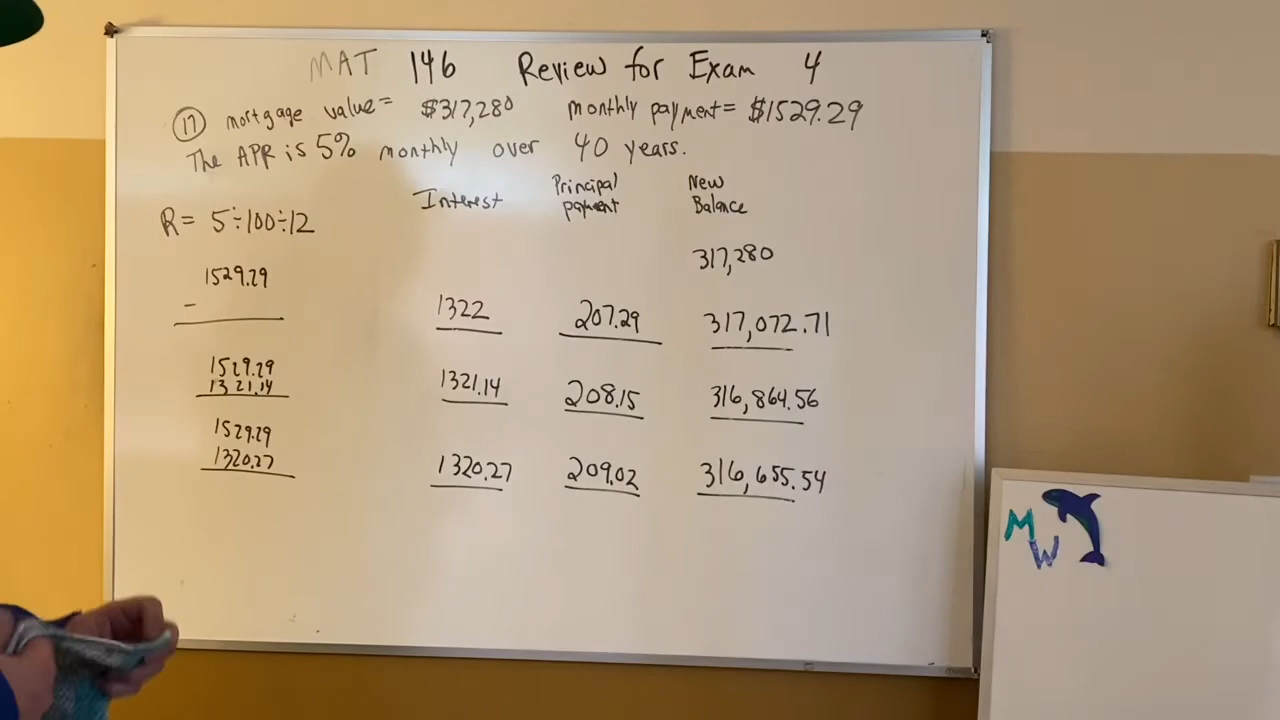 MAT 146 Review for Exam 4
(17) mortgage value= $317,280 monthly payment= $1529.29
The APR is 5% monthly over 40 years.
Interest Principal payment New Balance
R= 5÷100÷12
317,280
1529.29
-
1322 207.29 317,072.71
1529.29
1321.14
1321.14 208.15 316,864.56
1529.29
1320.27
1320.27 209.02 316,655.54
MW